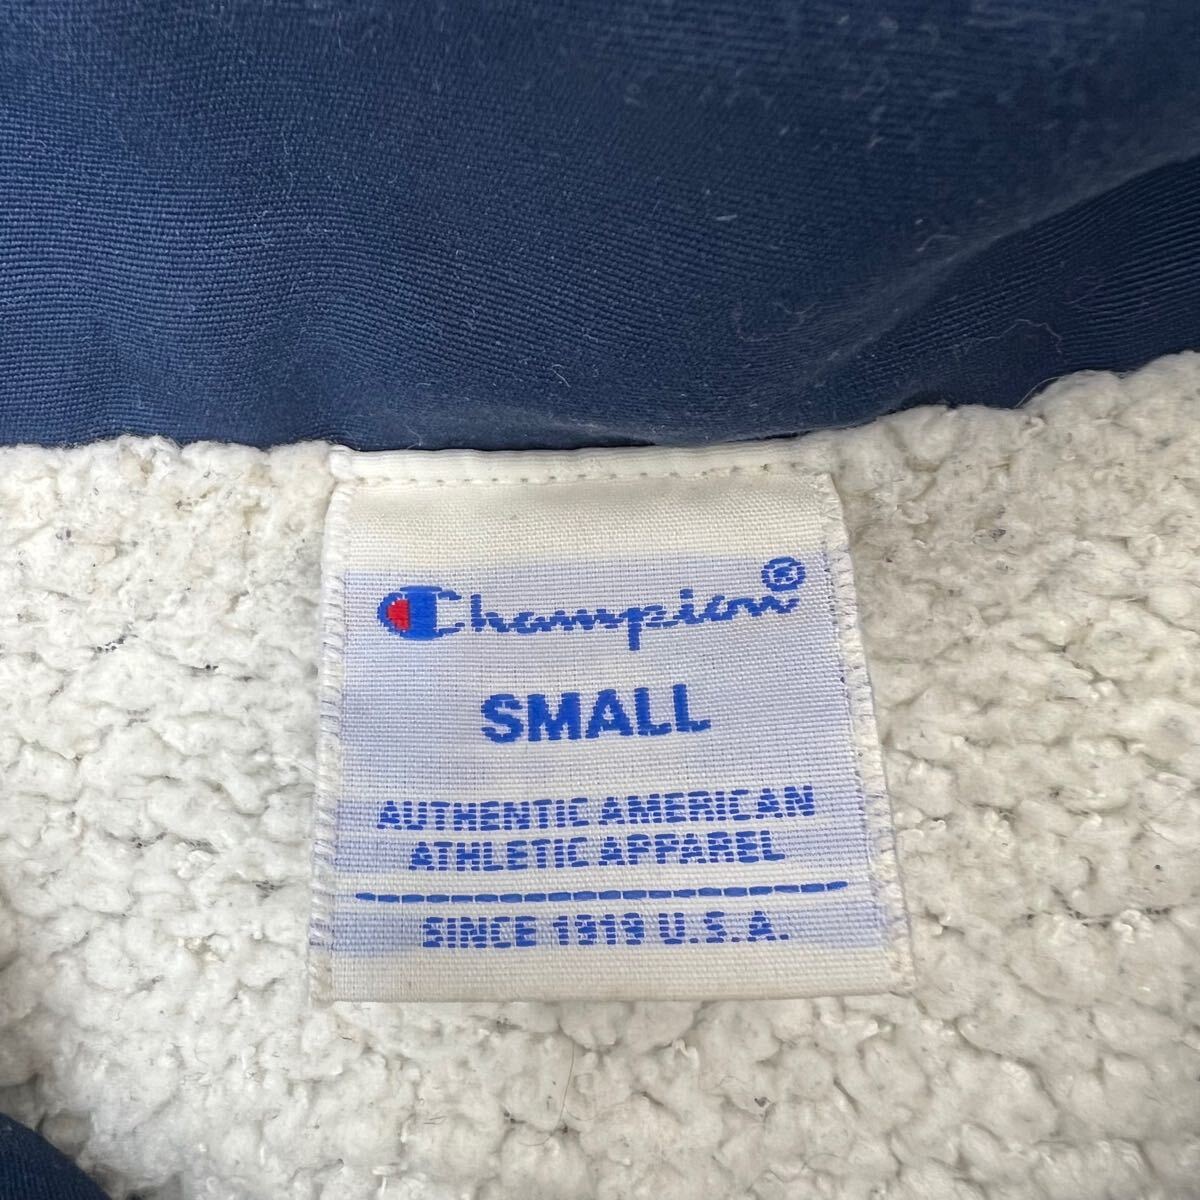 Champion®
SMALL
AUTHENTIC AMERICAN
ATHLETIC APPAREL
SINCE 1919 U.S.A.